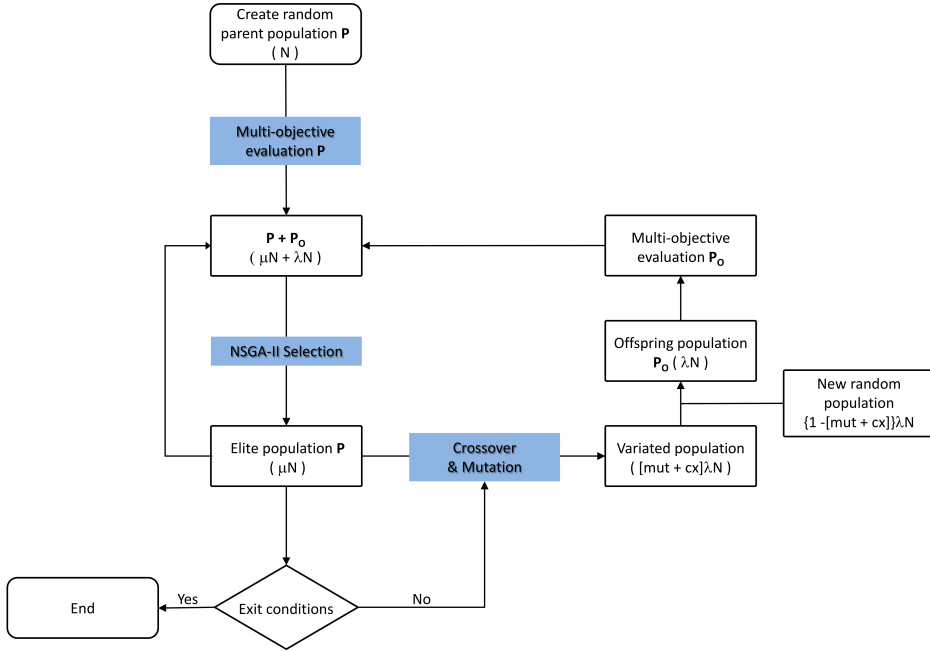 Create random
parent population P
( N )
Multi-objective
evaluation P
P + Po
( μN + λN )
Multi-objective
evaluation Po
NSGA-II Selection
Offspring population
Po ( λN )
New random
population
{1 -[mut + cx]}λN
Elite population P
( μN )
Crossover
& Mutation
Variated population
( [mut + cx]λN )
End
Yes
Exit conditions
No